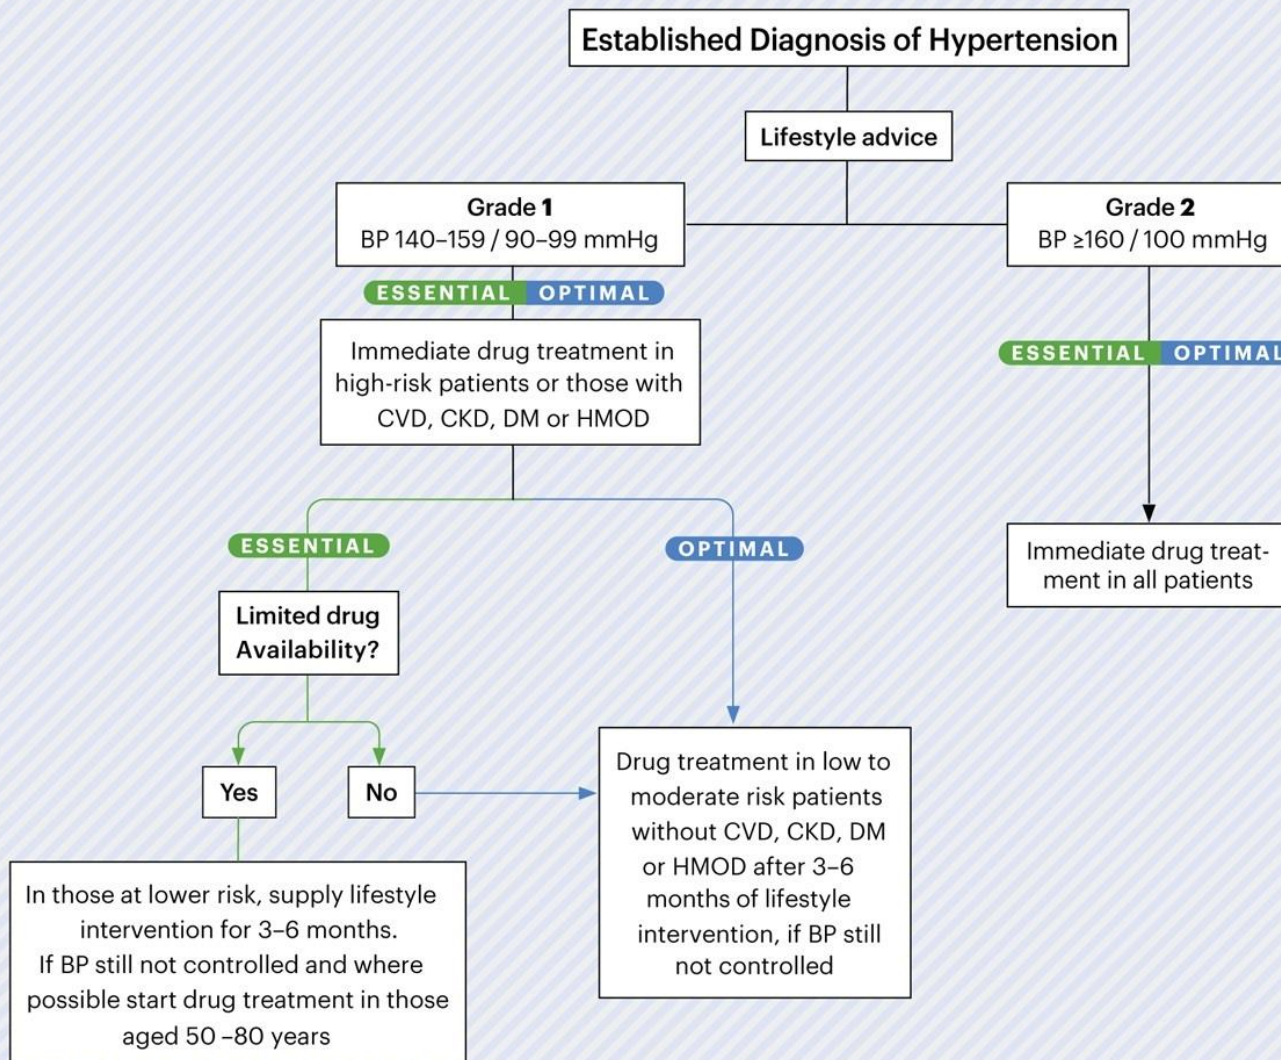 Established Diagnosis of Hypertension
Lifestyle advice
Grade 1
BP 140–159 / 90–99 mmHg
Grade 2
BP ≥160 / 100 mmHg
ESSENTIAL OPTIMAL
Immediate drug treatment in
high-risk patients or those with
CVD, CKD, DM or HMOD
ESSENTIAL OPTIMAL
Immediate drug treat-
ment in all patients
ESSENTIAL
OPTIMAL
Limited drug
Availability?
Yes
No
Drug treatment in low to
moderate risk patients
without CVD, CKD, DM
or HMOD after 3–6
months of lifestyle
intervention, if BP still
not controlled
In those at lower risk, supply lifestyle
intervention for 3–6 months.
If BP still not controlled and where
possible start drug treatment in those
aged 50 –80 years